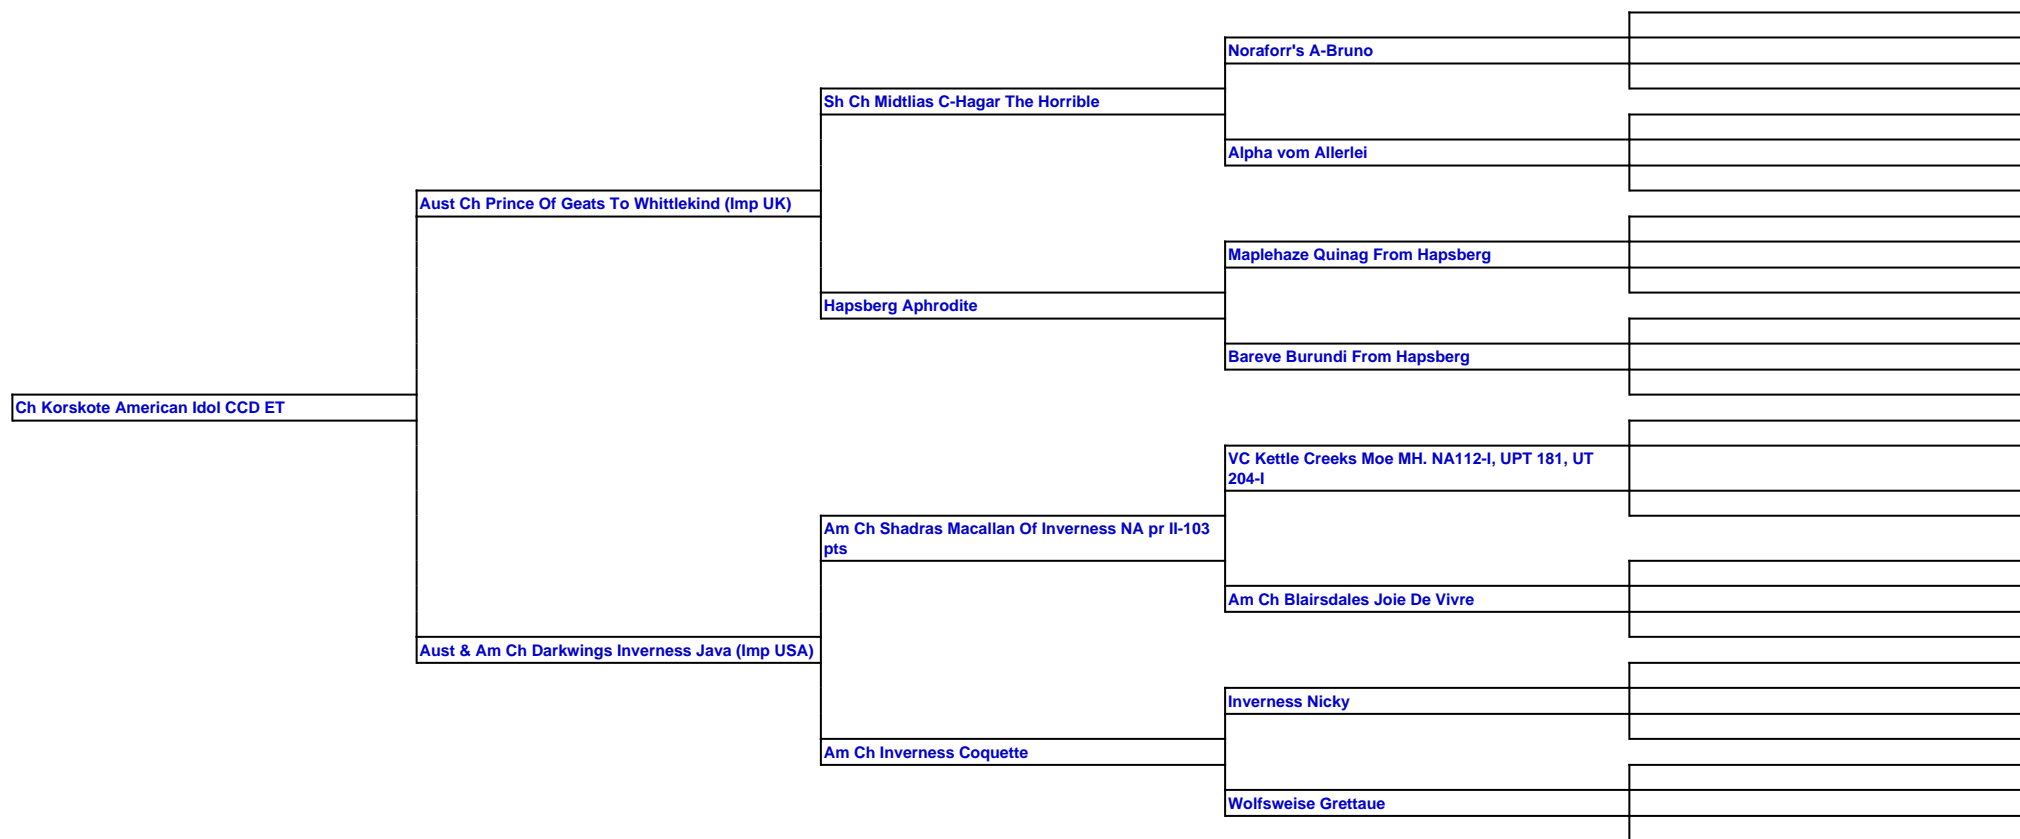 Noraforr's A-Bruno
Sh Ch Midtlias C-Hagar The Horrible
Alpha vom Allerlei
Aust Ch Prince Of Geats To Whittlekind (Imp UK)
Maplehaze Quinag From Hapsberg
Hapsberg Aphrodite
Bareve Burundi From Hapsberg
Ch Korskote American Idol CCD ET
VC Kettle Creeks Moe MH. NA112-I, UPT 181, UT
204-I
Am Ch Shadras Macallan Of Inverness NA pr II-103
pts
Am Ch Blairsdales Joie De Vivre
Aust & Am Ch Darkwings Inverness Java (Imp USA)
Inverness Nicky
Am Ch Inverness Coquette
Wolfsweise Grettaue